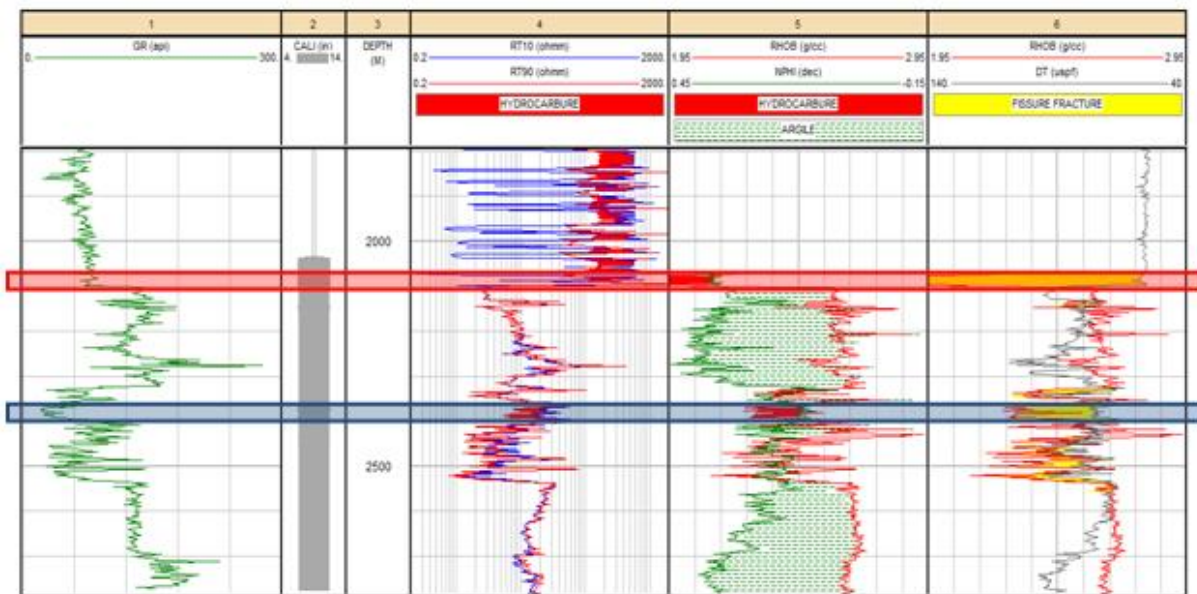 1 2 3 4 5 6
GR (api) CALI (in) DEPTH RT10 (ohmm) RHOB (g/cc) RHOB (g/cc)
0. 300. 4. 14. (M) 0.2 2000. 1.95 2.95 1.95 2.95
RT90 (ohmm) NPHI (dec) DT (uspf)
0.2 2000. 0.45 -0.15 140. 40.
HYDROCARBURE HYDROCARBURE FISSURE FRACTURE
ARGILE
2000
2500